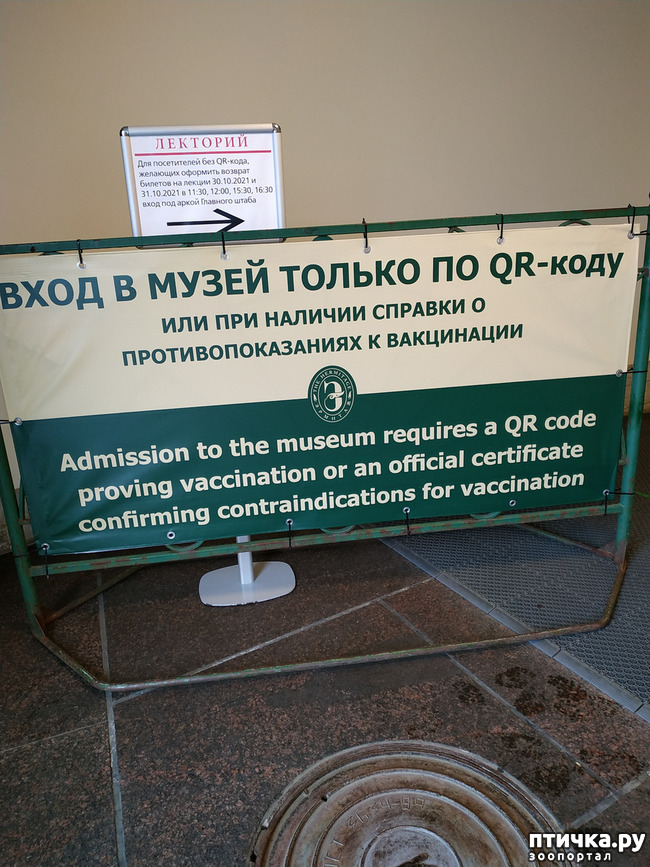 ЛЕКТОРИЙ
Для посетителей без QR-кода,
желающих оформить возврат
билетов на лекции 30.10.2021 и
31.10.2021 в 11:30, 12:00, 15:30, 16:30
вход под аркой Главного штаба
ВХОД В МУЗЕЙ ТОЛЬКО ПО QR-коду
ИЛИ ПРИ НАЛИЧИИ СПРАВКИ О
ПРОТИВОПОКАЗАНИЯХ К ВАКЦИНАЦИИ
THE HERMITAGE
ЭРМИТАЖ
Admission to the museum requires a QR code
proving vaccination or an official certificate
confirming contraindications for vaccination
птичка.ру
зоопортал